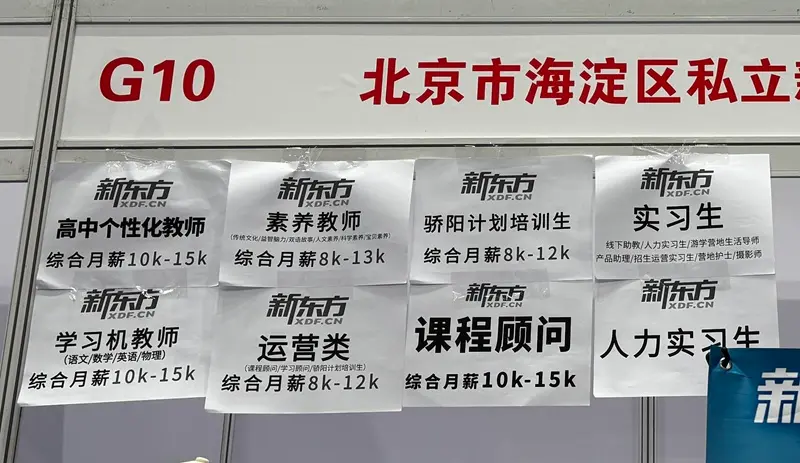 G10
北京市海淀区私立
新东方
XDF.CN
高中个性化教师
综合月薪10k-15k
新东方
XDF.CN
素养教师
(传统文化/益智脑力/双语故事/人文素养/科学素养/宝贝素养)
综合月薪8k-13k
新东方
XDF.CN
骄阳计划培训生
综合月薪8k-12k
新东方
XDF.CN
实习生
线下助教/人力实习生/游学营地生活导师
产品助理/招生运营实习生/营地护士/摄影师
新东方
XDF.CN
学习机教师
(语文/数学/英语/物理)
综合月薪10k-15k
新东方
XDF.CN
运营类
(课程顾问/学习顾问/骄阳计划培训生)
综合月薪8k-12k
新东方
XDF.CN
课程顾问
综合月薪10k-15k
新东方
XDF.CN
人力实习生
新